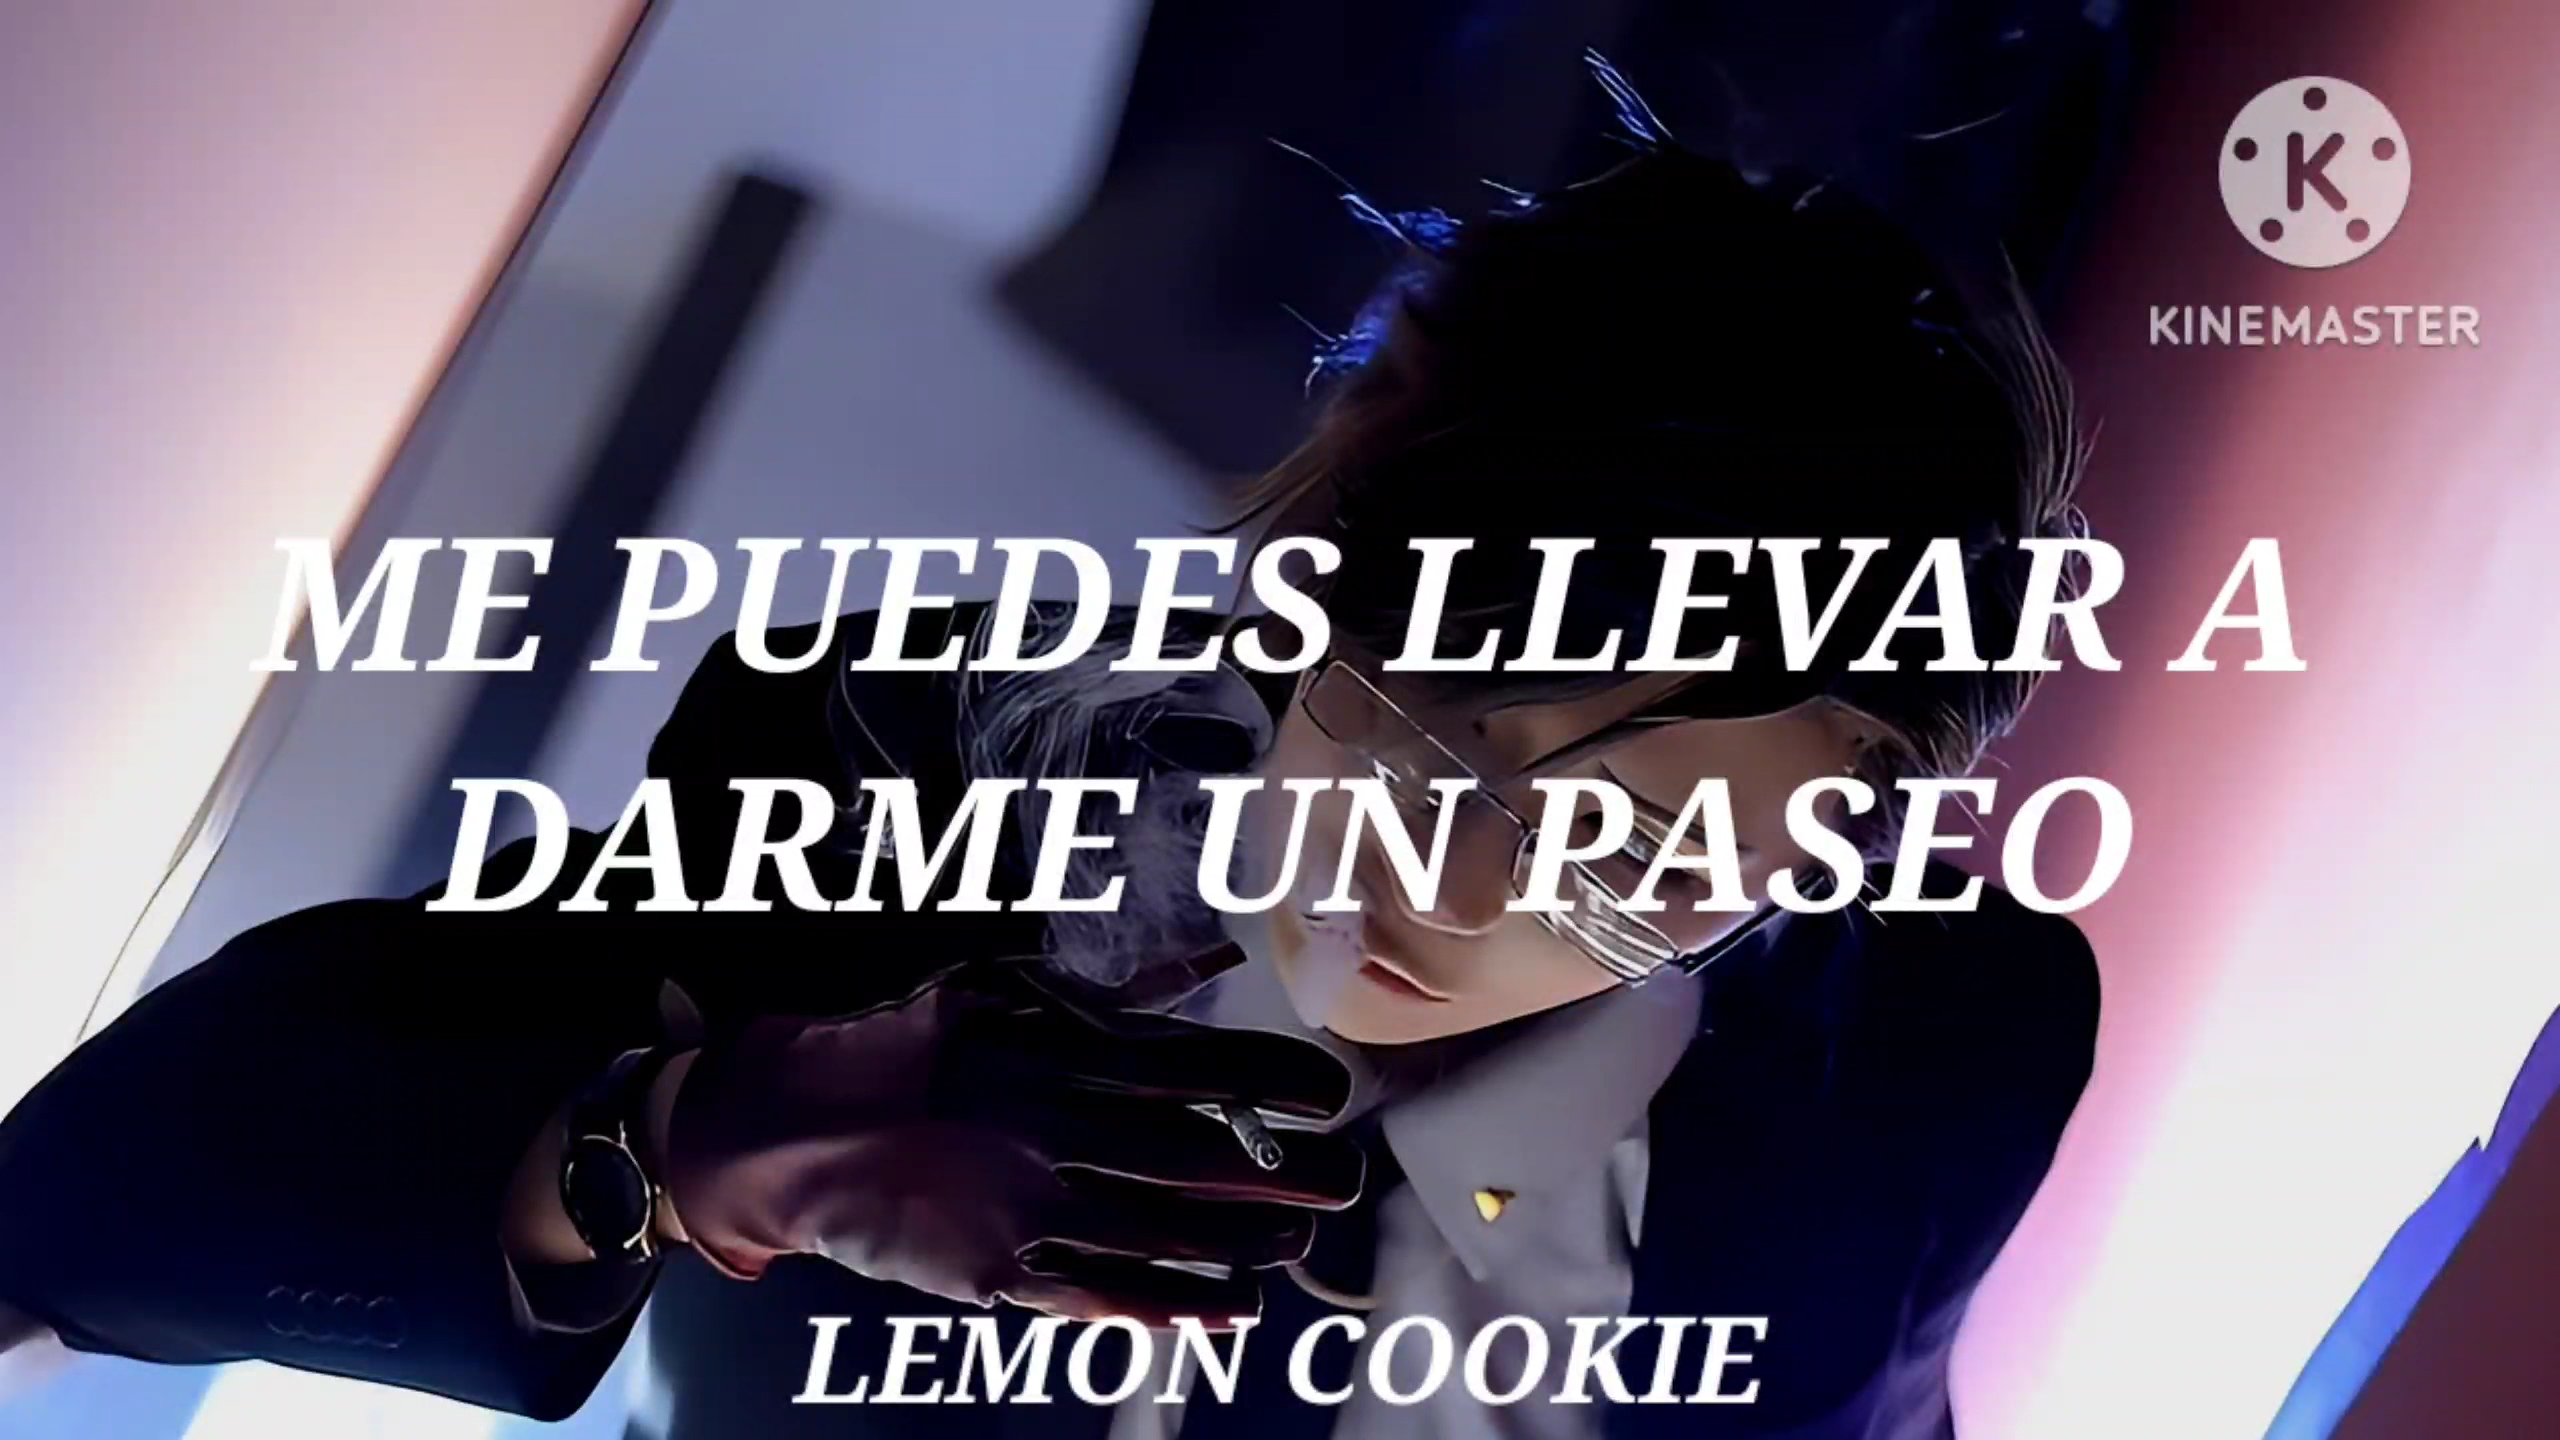 K
KINEMASTER
ME PUEDES LLEVAR A
DARME UN PASEO
LEMON COOKIE